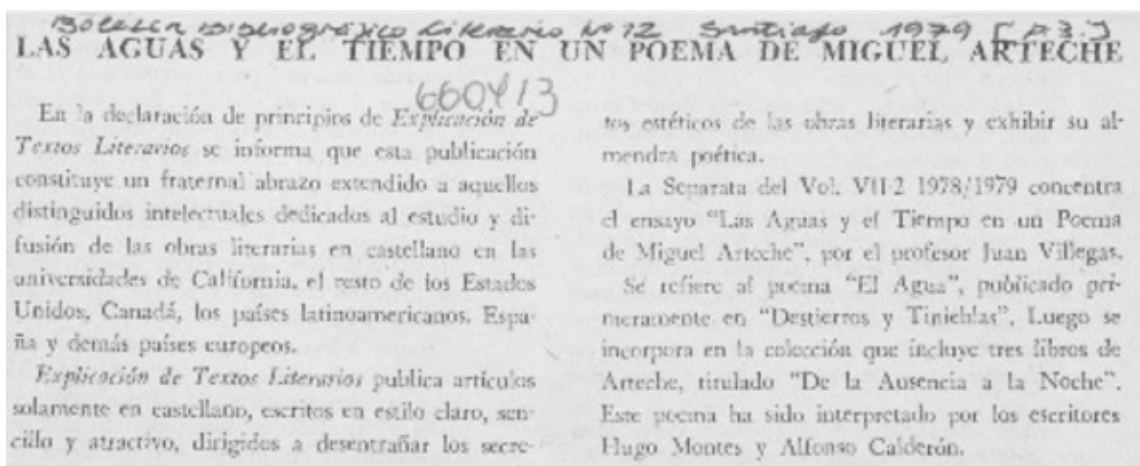 Boletín Bibliográfico Literario No 12 Santiago 1979 [P.3.]
LAS AGUAS Y EL TIEMPO EN UN POEMA DE MIGUEL ARTECHE
660413
En la declaración de principios de Explicación de
Textos Literarios se informa que esta publicación
constituye un fraternal abrazo extendido a aquellos
distinguidos intelectuales dedicados al estudio y di-
fusión de las obras literarias en castellano en las
universidades de California, el resto de los Estados
Unidos, Canadá, los países latinoamericanos, Espa-
ña y demás países europeos.
Explicación de Textos Literarios publica artículos
solamente en castellano, escritos en estilo claro, sen-
cillo y atractivo, dirigidos a desentrañar los secre-
tos estéticos de las obras literarias y exhibir su al-
mendra poética.
La Separata del Vol. VII-2 1978/1979 concentra
el ensayo "Las Aguas y el Tiempo en un Poema
de Miguel Arteche", por el profesor Juan Villegas.
Se refiere al poema "El Agua", publicado pri-
meramente en "Destierros y Tinieblas". Luego se
incorpora en la colección que incluye tres libros de
Arteche, titulado "De la Ausencia a la Noche".
Este poema ha sido interpretado por los escritores
Hugo Montes y Alfonso Calderón.